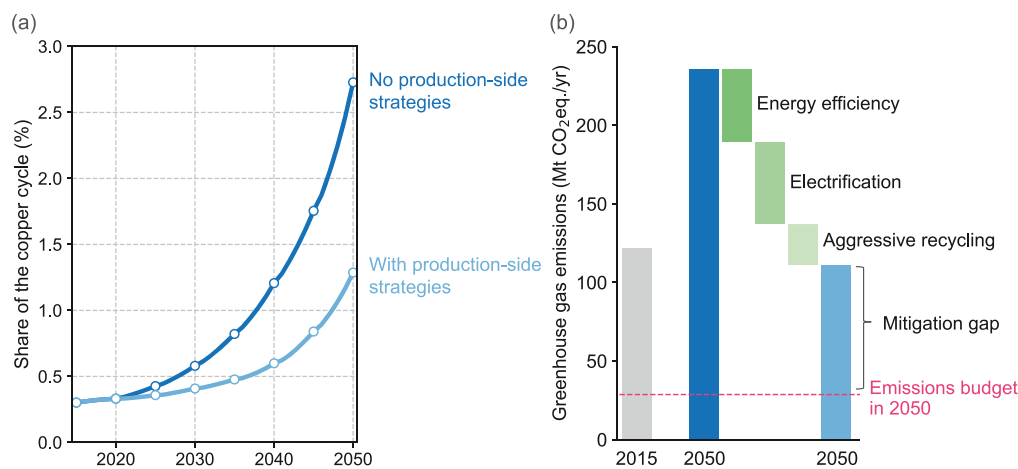 (a)
3.0
2.5
2.0
1.5
1.0
0.5
0.0
Share of the copper cycle (%)
2020
2030
2040
2050
No production-side
strategies
With production-side
strategies
(b)
250
200
150
100
50
0
Greenhouse gas emissions (Mt CO₂eq./yr)
2015
2050
2050
Energy efficiency
Electrification
Aggressive recycling
Mitigation gap
Emissions budget
in 2050